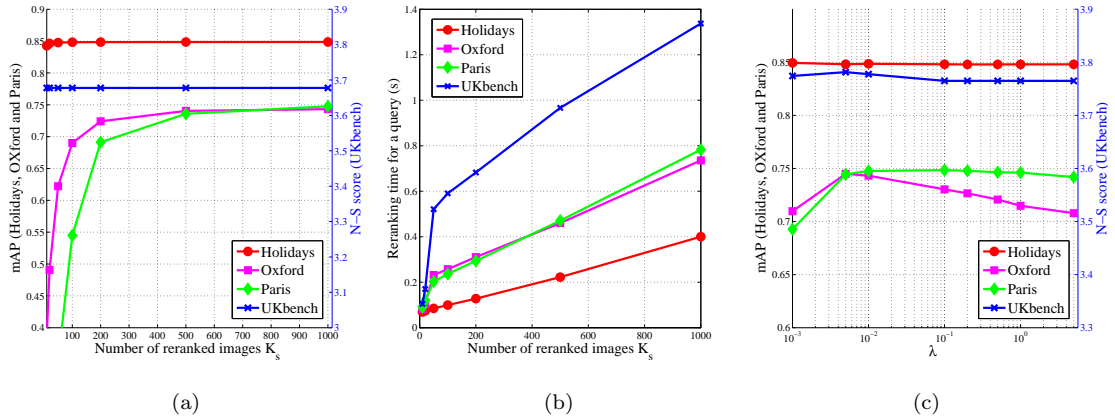 mAP (Holidays, OXford and Paris)
0.9
0.85
0.8
0.75
0.7
0.65
0.6
0.55
0.5
0.45
0.4
100 200 300 400 500 600 700 800 900 1000
Number of reranked images K_s
3.9
3.8
3.7
3.6
3.5
3.4
3.3
3.2
3.1
3
N−S score (UKbench)
Holidays
Oxford
Paris
UKbench
(a)
Reranking time for a query (s)
1.4
1.2
1
0.8
0.6
0.4
0.2
0
0 200 400 600 800 1000
Number of reranked images K_s
Holidays
Oxford
Paris
UKbench
(b)
mAP (Holidays, OXford and Paris)
0.85
0.8
0.75
0.7
0.65
0.6
10^−3 10^−2 10^−1 10^0
λ
3.9
3.8
3.7
3.6
3.5
3.4
3.3
N−S score (UKbench)
Holidays
Oxford
Paris
UKbench
(c)